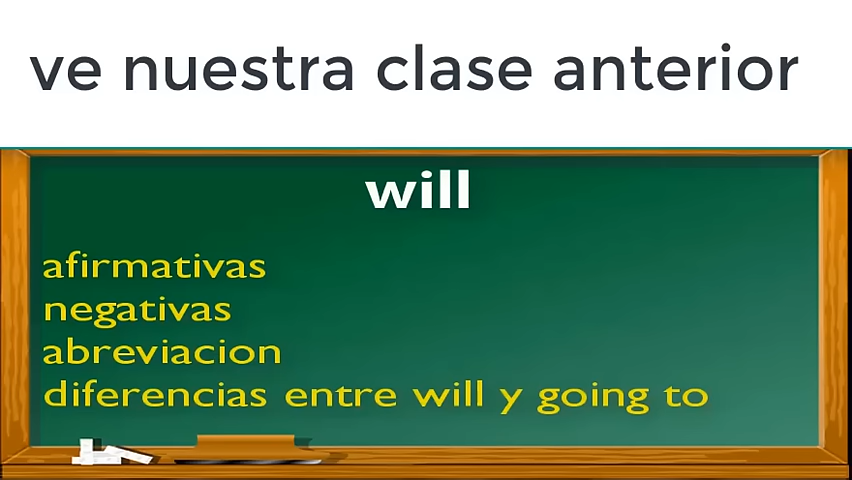 ve nuestra clase anterior
will
afirmativas
negativas
abreviacion
diferencias entre will y going to